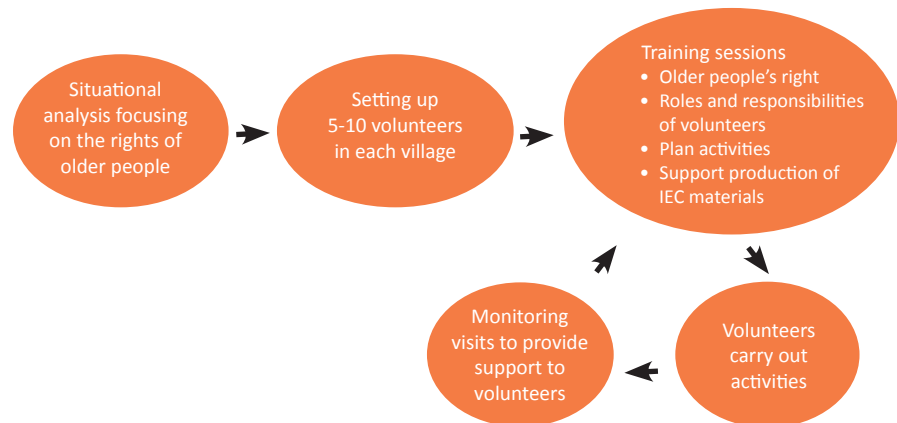 Situational
analysis focusing
on the rights of
older people
Setting up
5-10 volunteers
in each village
Training sessions
• Older people's right
• Roles and responsibilities
of volunteers
• Plan activities
• Support production of
IEC materials
Volunteers
carry out
activities
Monitoring
visits to provide
support to
volunteers